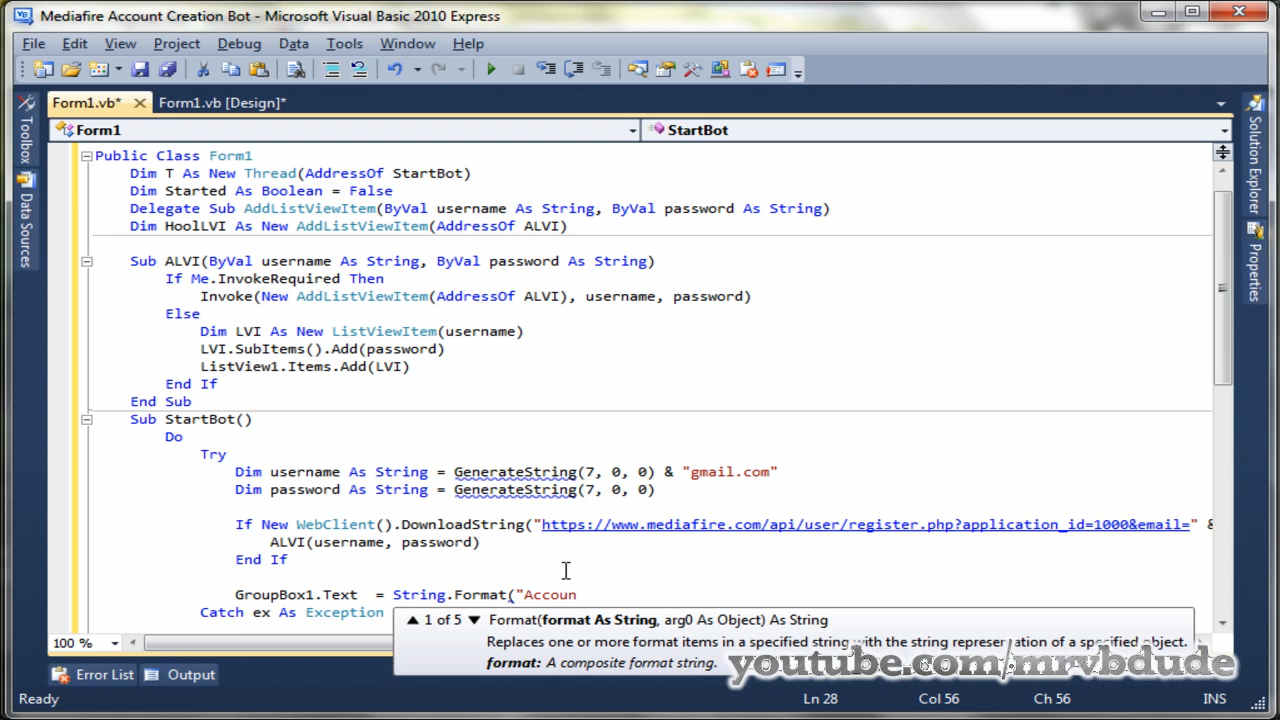 Mediafire Account Creation Bot - Microsoft Visual Basic 2010 Express
File Edit View Project Debug Data Tools Window Help
Form1.vb* Form1.vb [Design]*
Form1 StartBot
Toolbox
Data Sources
Solution Explorer
Properties
Public Class Form1
Dim T As New Thread(AddressOf StartBot)
Dim Started As Boolean = False
Delegate Sub AddListViewItem(ByVal username As String, ByVal password As String)
Dim HoolLVI As New AddListViewItem(AddressOf ALVI)
Sub ALVI(ByVal username As String, ByVal password As String)
If Me.InvokeRequired Then
Invoke(New AddListViewItem(AddressOf ALVI), username, password)
Else
Dim LVI As New ListViewItem(username)
LVI.SubItems().Add(password)
ListView1.Items.Add(LVI)
End If
End Sub
Sub StartBot()
Do
Try
Dim username As String = GenerateString(7, 0, 0) & "gmail.com"
Dim password As String = GenerateString(7, 0, 0)
If New WebClient().DownloadString("https://www.mediafire.com/api/user/register.php?application_id=1000&email=" &
ALVI(username, password)
End If
GroupBox1.Text = String.Format("Accoun
Catch ex As Exception
1 of 5 Format(format As String, arg0 As Object) As String
Replaces one or more format items in a specified string with the string representation of a specified object.
format: A composite format string.
100 %
youtube.com/mrvbdude
Error List Output
Ready Ln 28 Col 56 Ch 56 INS